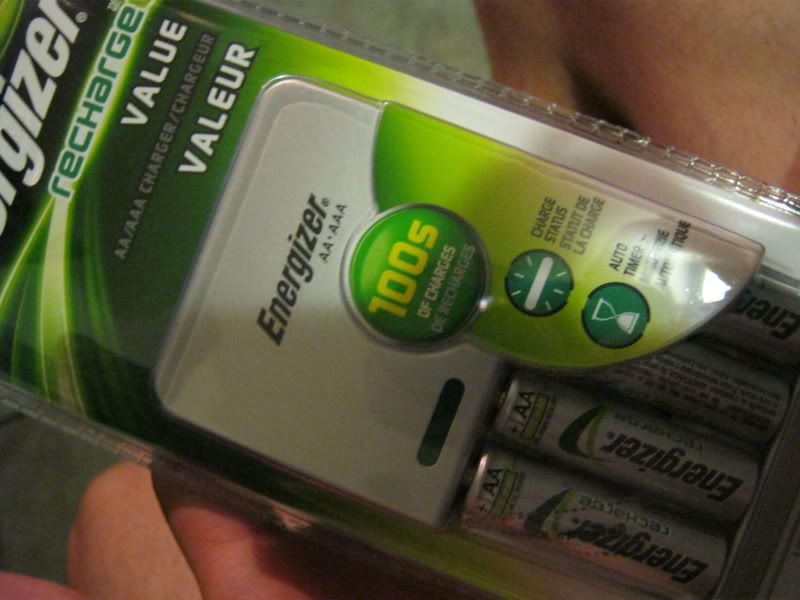 Energizer®
recharge
VALUE
AA/AAA CHARGER/CHARGEUR
VALEUR
Energizer®
AA • AAA
100s
OF CHARGES
DE RECHARGES
CHARGE
STATUS
STATUT DE
LA CHARGE
AUTO
TIMER
+ AA
recharge
Energizer®
+ AA
recharge
Energizer®
Energizer